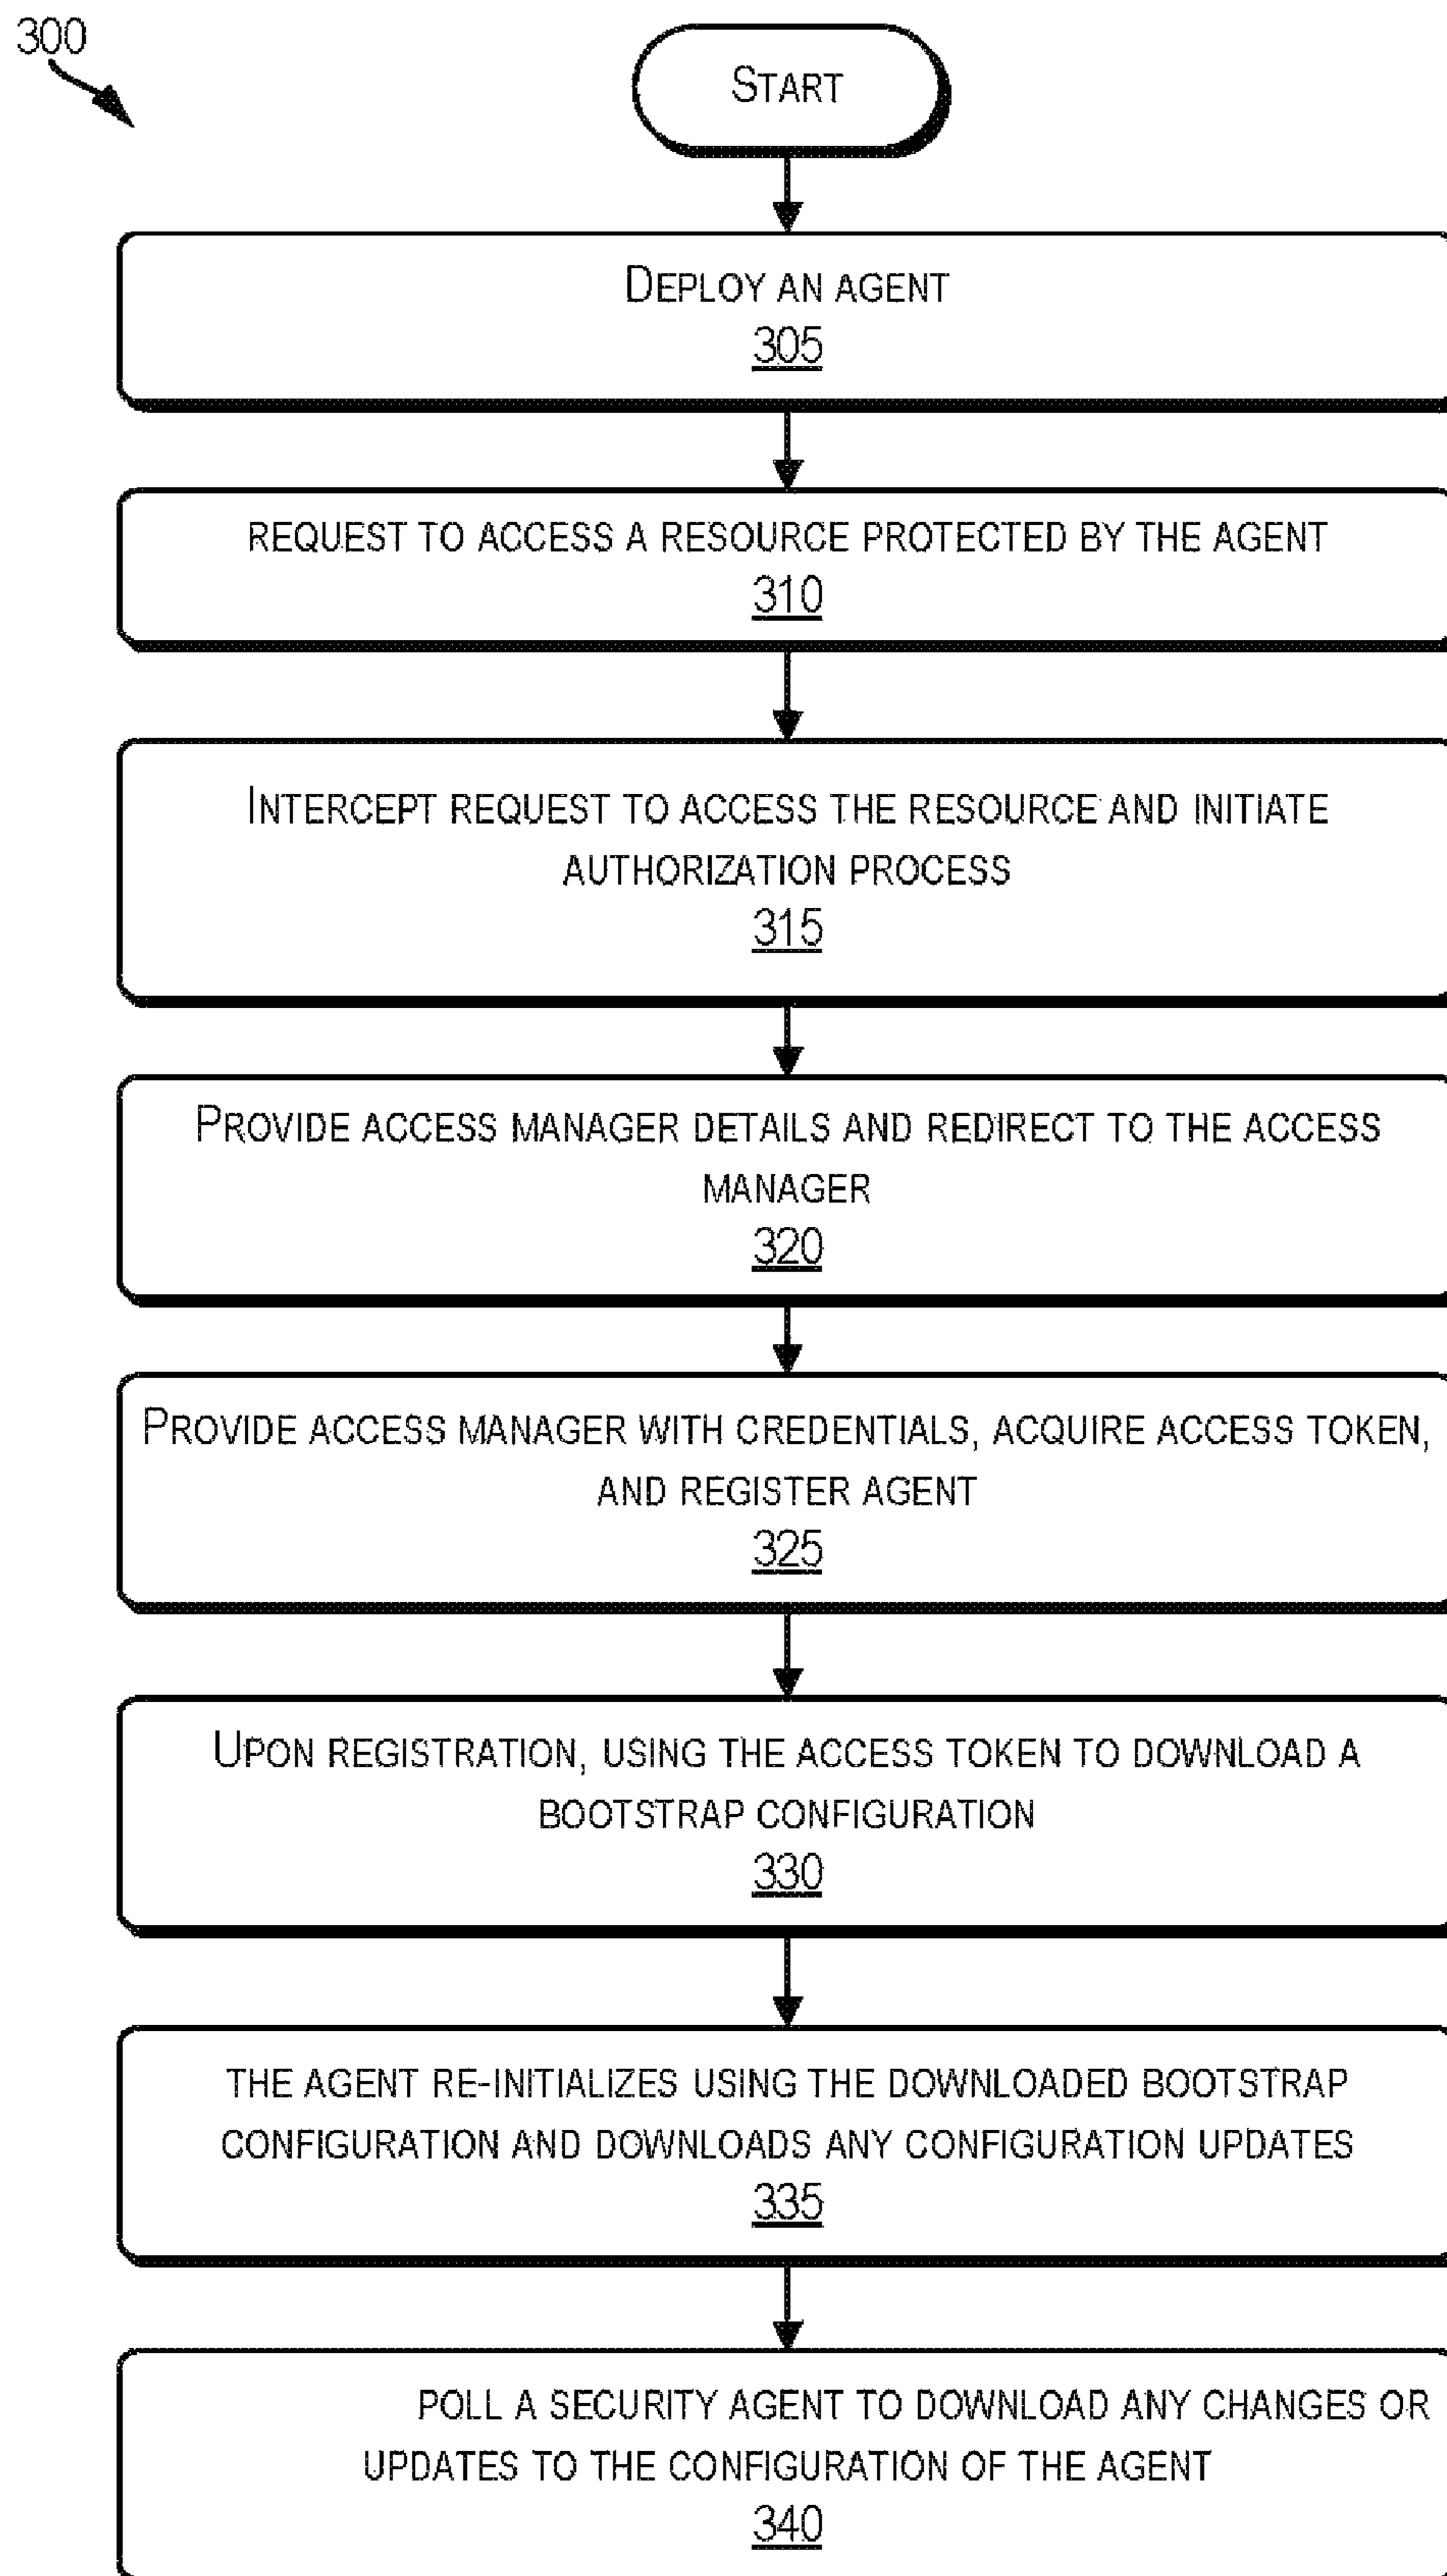 300
START
DEPLOY AN AGENT
305
REQUEST TO ACCESS A RESOURCE PROTECTED BY THE AGENT
310
INTERCEPT REQUEST TO ACCESS THE RESOURCE AND INITIATE
AUTHORIZATION PROCESS
315
PROVIDE ACCESS MANAGER DETAILS AND REDIRECT TO THE ACCESS
MANAGER
320
PROVIDE ACCESS MANAGER WITH CREDENTIALS, ACQUIRE ACCESS TOKEN,
AND REGISTER AGENT
325
UPON REGISTRATION, USING THE ACCESS TOKEN TO DOWNLOAD A
BOOTSTRAP CONFIGURATION
330
THE AGENT RE-INITIALIZES USING THE DOWNLOADED BOOTSTRAP
CONFIGURATION AND DOWNLOADS ANY CONFIGURATION UPDATES
335
POLL A SECURITY AGENT TO DOWNLOAD ANY CHANGES OR
UPDATES TO THE CONFIGURATION OF THE AGENT
340